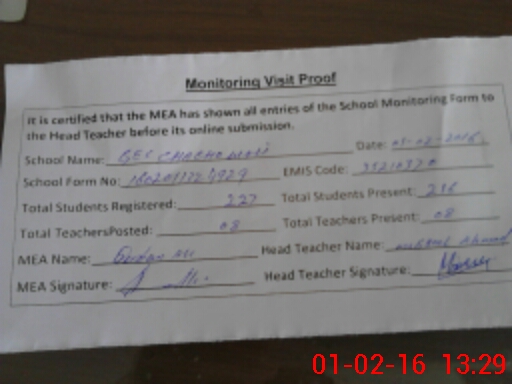 Monitoring Visit Proof
It is certified that the MEA has shown all entries of the School Monitoring Form to
the Head Teacher before its online submission.
School Name: Date: 01-02-2016
School Form No: EMIS Code:
Total Students Registered: 227 Total Students Present: 216
Total TeachersPosted: 08 Total Teachers Present: 08
MEA Name: Head Teacher Name: Ahmad
MEA Signature: Head Teacher Signature:
01-02-16 13:29